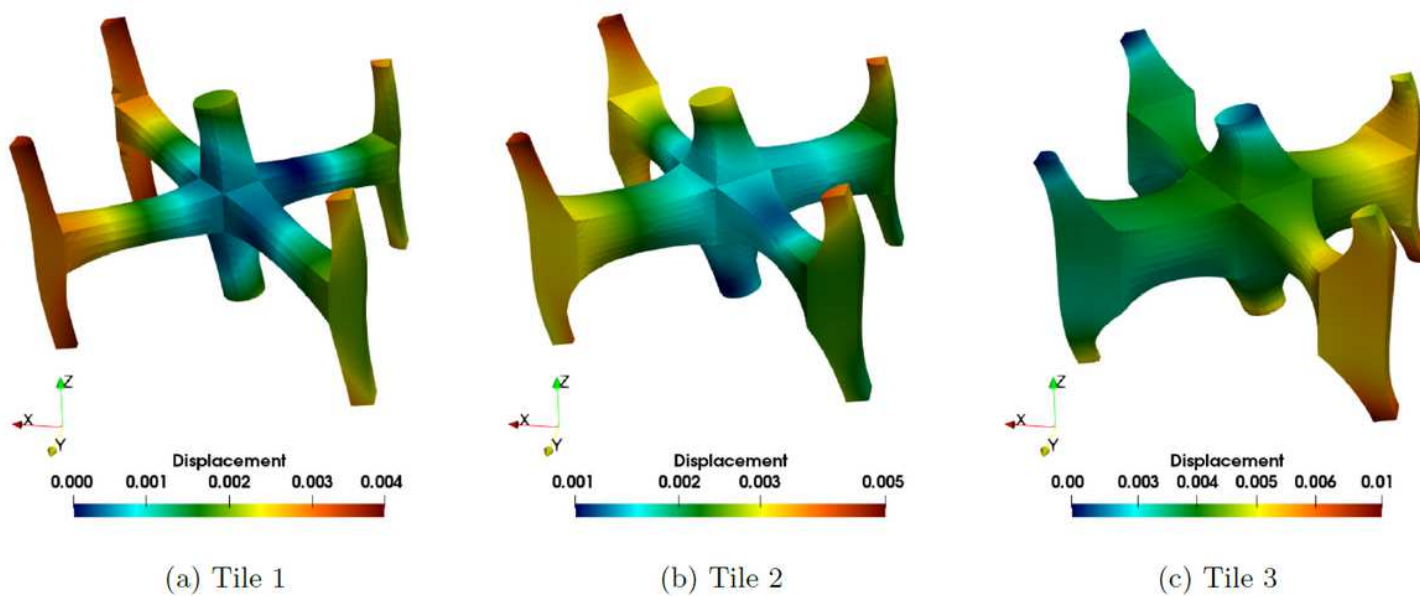 Z
X
Y
Displacement
0.000 0.001 0.002 0.003 0.004
(a) Tile 1
Z
X
Y
Displacement
0.001 0.002 0.003 0.005
(b) Tile 2
Z
X
Y
Displacement
0.00 0.003 0.004 0.005 0.006 0.01
(c) Tile 3